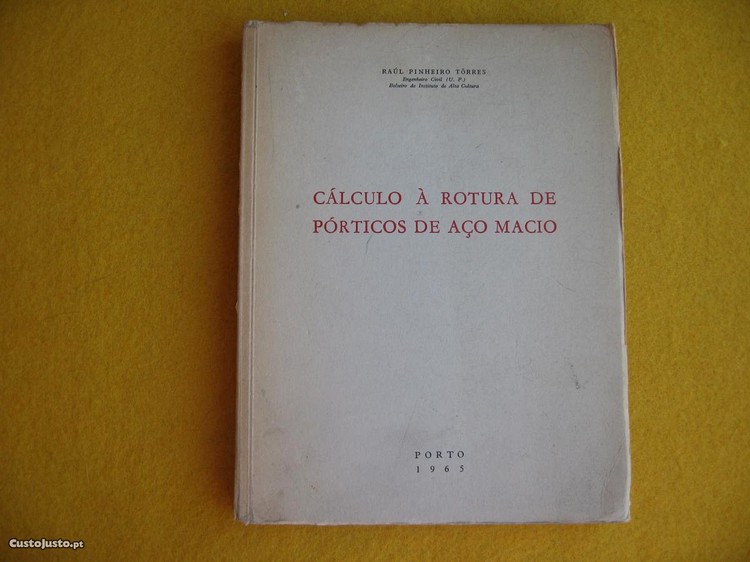 RAÚL PINHEIRO TÔRRES
Engenheiro Civil (U. P.)
Bolseiro do Instituto de Alta Cultura
CÁLCULO À ROTURA DE
PÓRTICOS DE AÇO MACIO
PORTO
1965
CustoJusto.pt